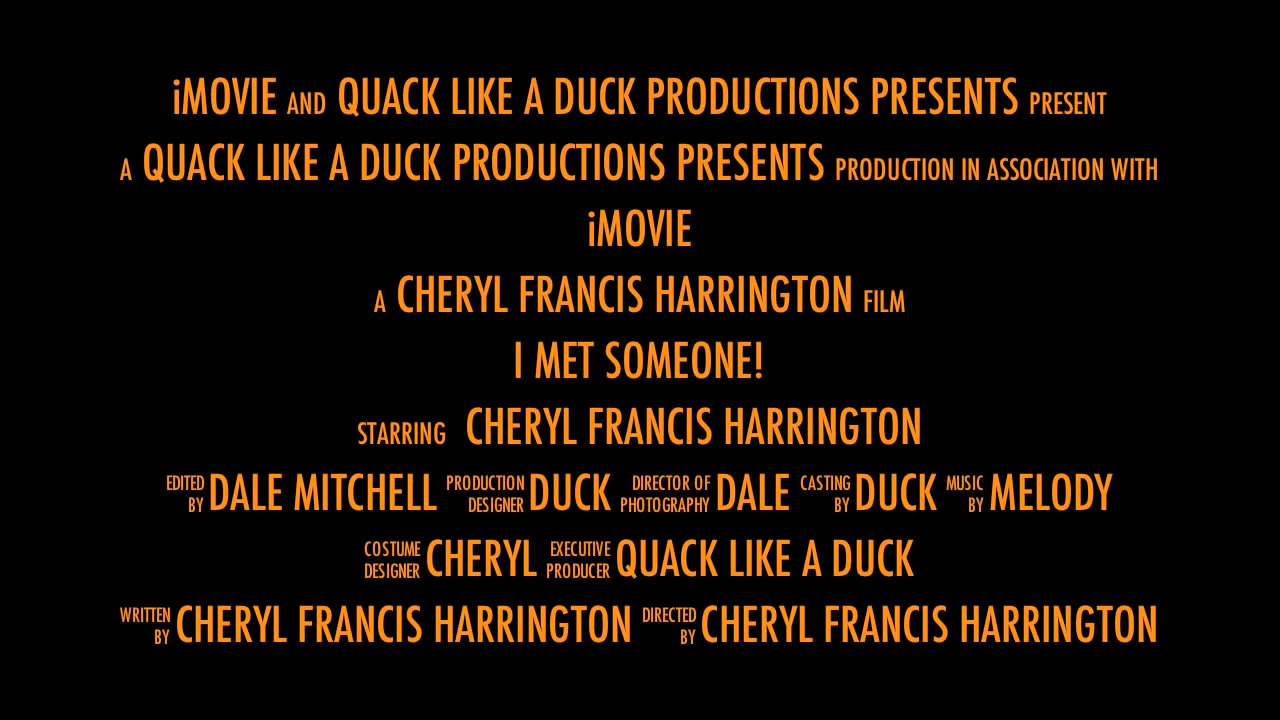 iMOVIE AND QUACK LIKE A DUCK PRODUCTIONS PRESENTS PRESENT
A QUACK LIKE A DUCK PRODUCTIONS PRESENTS PRODUCTION IN ASSOCIATION WITH
iMOVIE
A CHERYL FRANCIS HARRINGTON FILM
I MET SOMEONE!
STARRING CHERYL FRANCIS HARRINGTON
EDITED BY DALE MITCHELL PRODUCTION DESIGNER DUCK DIRECTOR OF PHOTOGRAPHY DALE CASTING BY DUCK MUSIC BY MELODY
COSTUME DESIGNER CHERYL EXECUTIVE PRODUCER QUACK LIKE A DUCK
WRITTEN BY CHERYL FRANCIS HARRINGTON DIRECTED BY CHERYL FRANCIS HARRINGTON